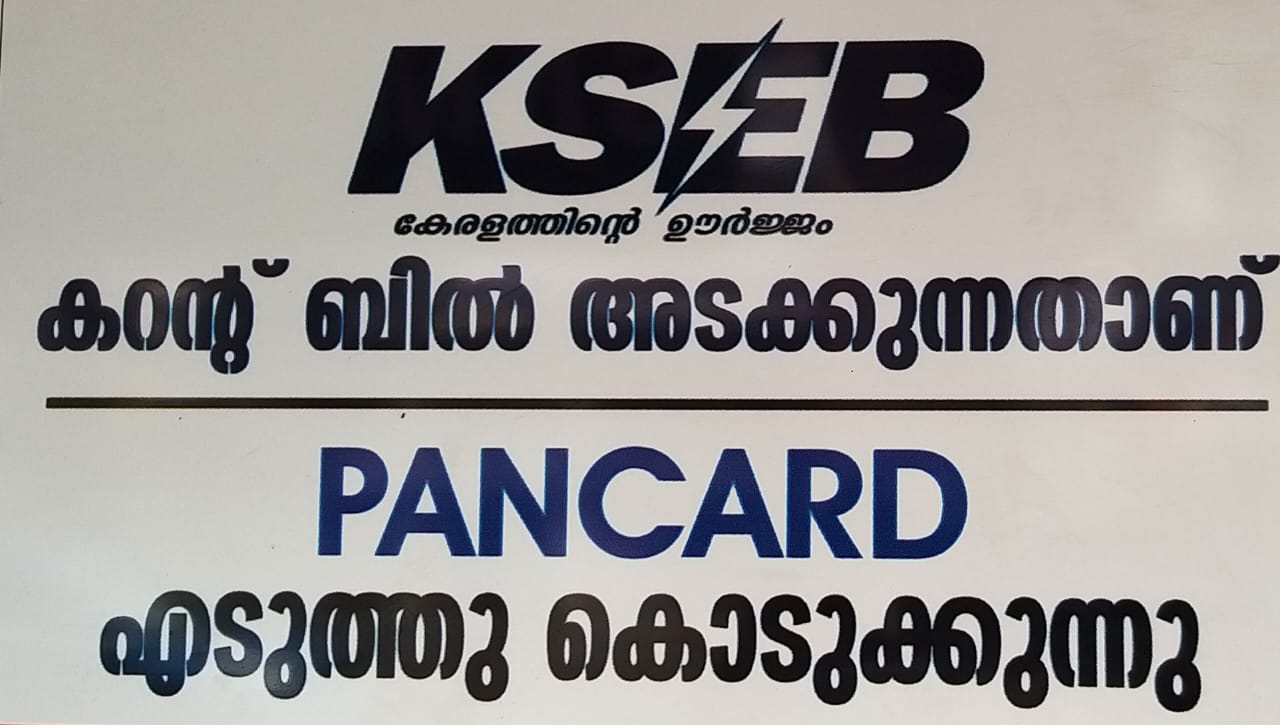 KSEB
കേരളത്തിന്റെ ഊർജ്ജം
കറന്റ് ബിൽ അടക്കുന്നതാണ്
PANCARD
എടുത്തു കൊടുക്കുന്നു